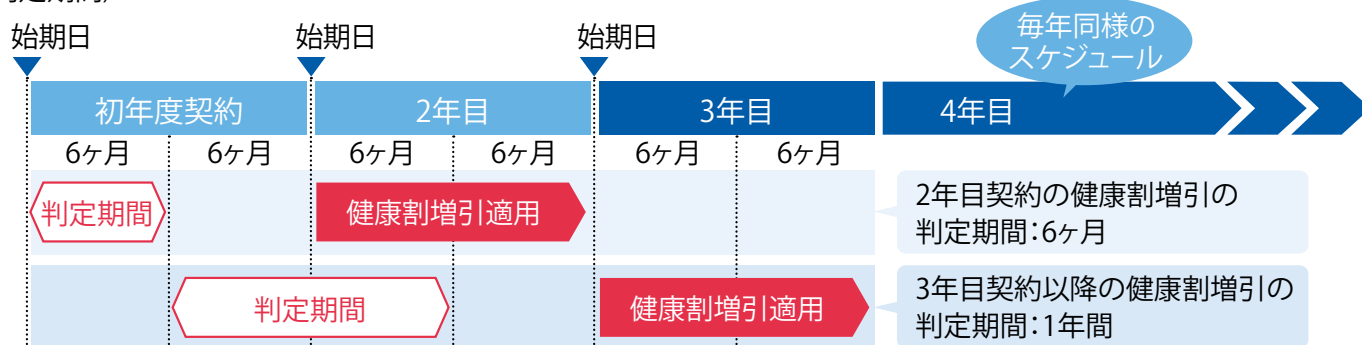 始期日 始期日 始期日
毎年同様の
スケジュール
初年度契約 2年目 3年目 4年目
6ヶ月 6ヶ月 6ヶ月 6ヶ月 6ヶ月 6ヶ月
判定期間 健康割増引適用
2年目契約の健康割増引の
判定期間:6ヶ月
判定期間 健康割増引適用
3年目契約以降の健康割増引の
判定期間:1年間